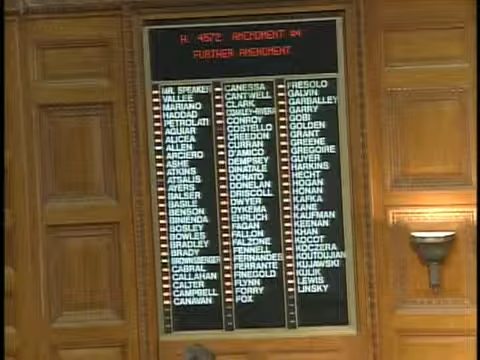 H. 4572 AMENDMENT #4
FURTHER AMENDMENT
MR. SPEAKER
VALLEE
MARIANO
HADDAD
PETROLATI
AGUIAR
ALICEA
ALLEN
ARCIERO
ASHE
ATKINS
ATSALIS
AYERS
BALSER
BASILE
BENSON
BINIENDA
BOSLEY
BOWLES
BRADLEY
BRADY
BROWNSBERGER
CABRAL
CALLAHAN
CALTER
CAMPBELL
CANAVAN
CANESSA
CANTWELL
CLARK
COAKLEY-RIVERA
CONROY
COSTELLO
CREEDON
CURRAN
D'AMICO
DEMPSEY
DINATALE
DONATO
DONELAN
DRISCOLL
DWYER
DYKEMA
EHRLICH
FAGAN
FALLON
FALZONE
FENNELL
FERNANDES
FERRANTE
FINEGOLD
FLYNN
FORRY
FOX
FRESOLO
GALVIN
GARBALLEY
GARRY
GOBI
GOLDEN
GRANT
GREENE
GREGOIRE
GUYER
HARKINS
HECHT
HOGAN
HONAN
KAFKA
KANE
KAUFMAN
KEENAN
KHAN
KOCOT
KOCZERA
KOUTOUJIAN
KUJAWSKI
KULIK
LEWIS
LINSKY